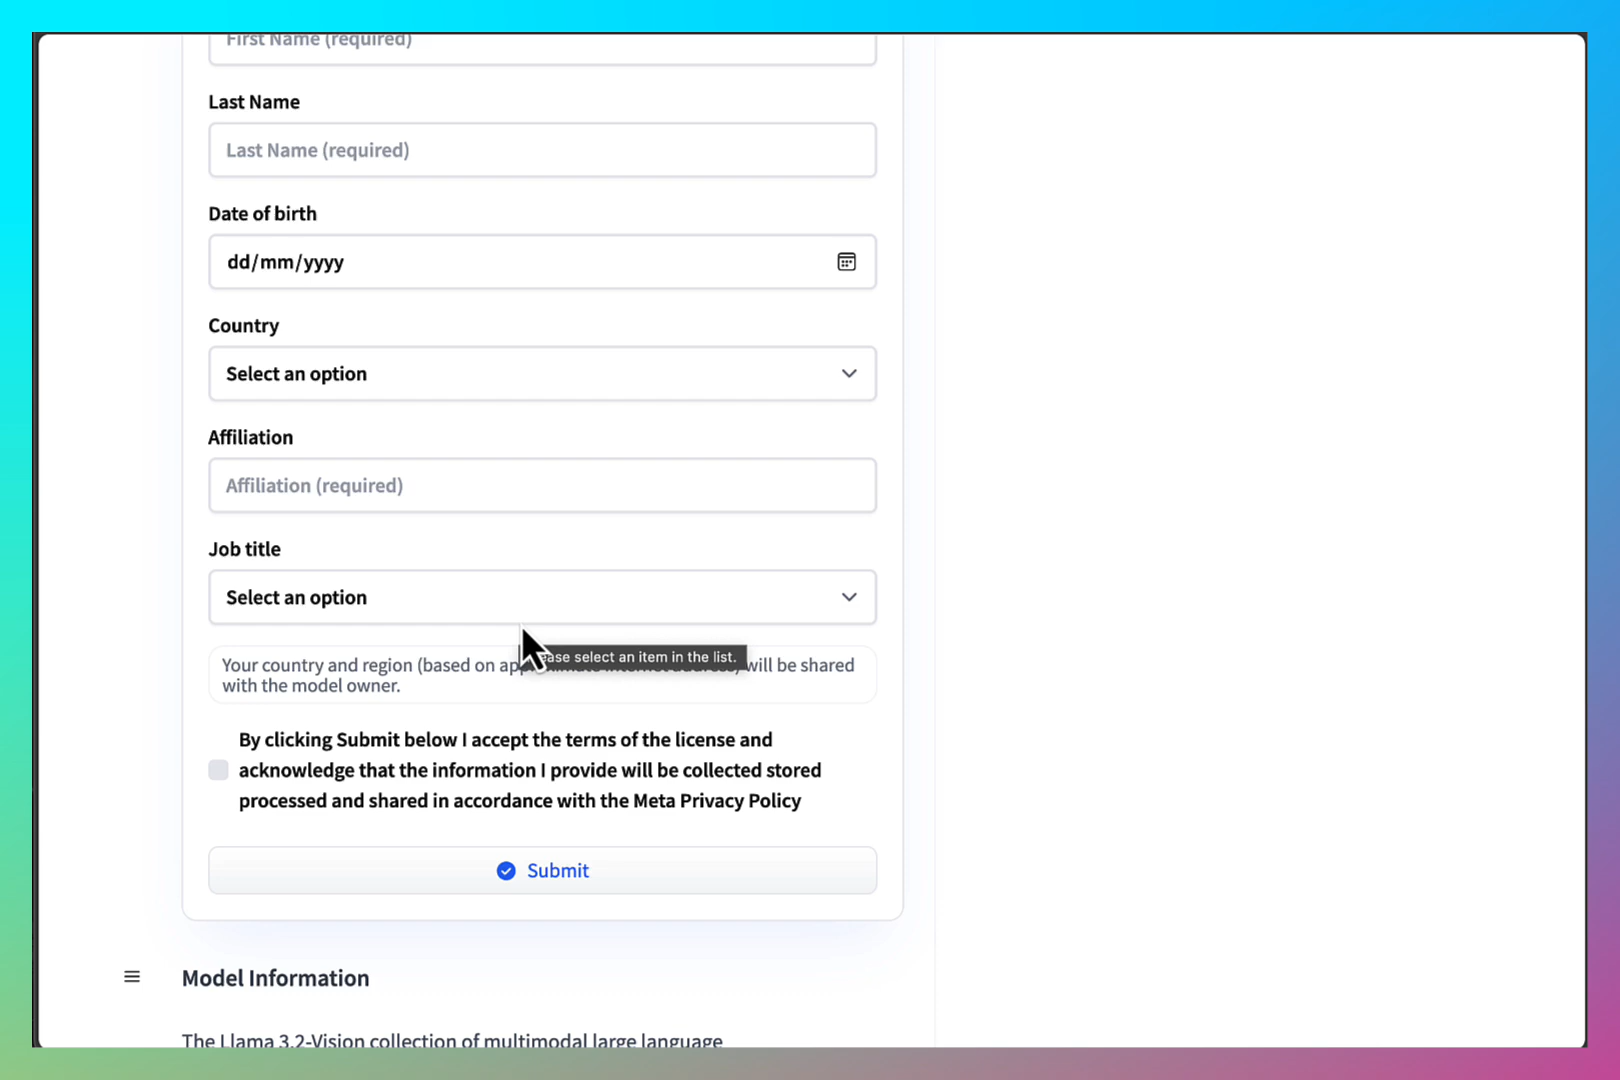 First Name (required)
Last Name
Last Name (required)
Date of birth
dd/mm/yyyy
Country
Select an option
Affiliation
Affiliation (required)
Job title
Select an option
select an item in the list.
Your country and region (based on will be shared
with the model owner.
By clicking Submit below I accept the terms of the license and
acknowledge that the information I provide will be collected stored
processed and shared in accordance with the Meta Privacy Policy
Submit
Model Information
The Llama 3.2-Vision collection of multimodal large language